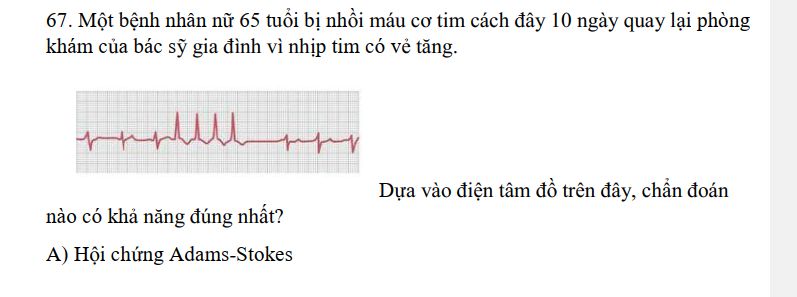 67. Một bệnh nhân nữ 65 tuổi bị nhồi máu cơ tim cách đây 10 ngày quay lại phòng
khám của bác sỹ gia đình vì nhịp tim có vẻ tăng.
Dựa vào điện tâm đồ trên đây, chẩn đoán
nào có khả năng đúng nhất?
A) Hội chứng Adams-Stokes